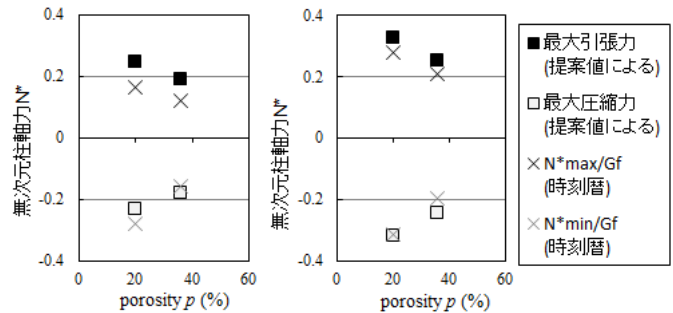 0.4
0.2
0
-0.2
-0.4
無次元柱軸力N*
0 20 40 60
porosity p (%)
0.4
0.2
0
-0.2
-0.4
無次元柱軸力N*
0 20 40 60
porosity p (%)
最大引張力
(提案値による)
最大圧縮力
(提案値による)
N*max/Gf
(時刻暦)
N*min/Gf
(時刻暦)